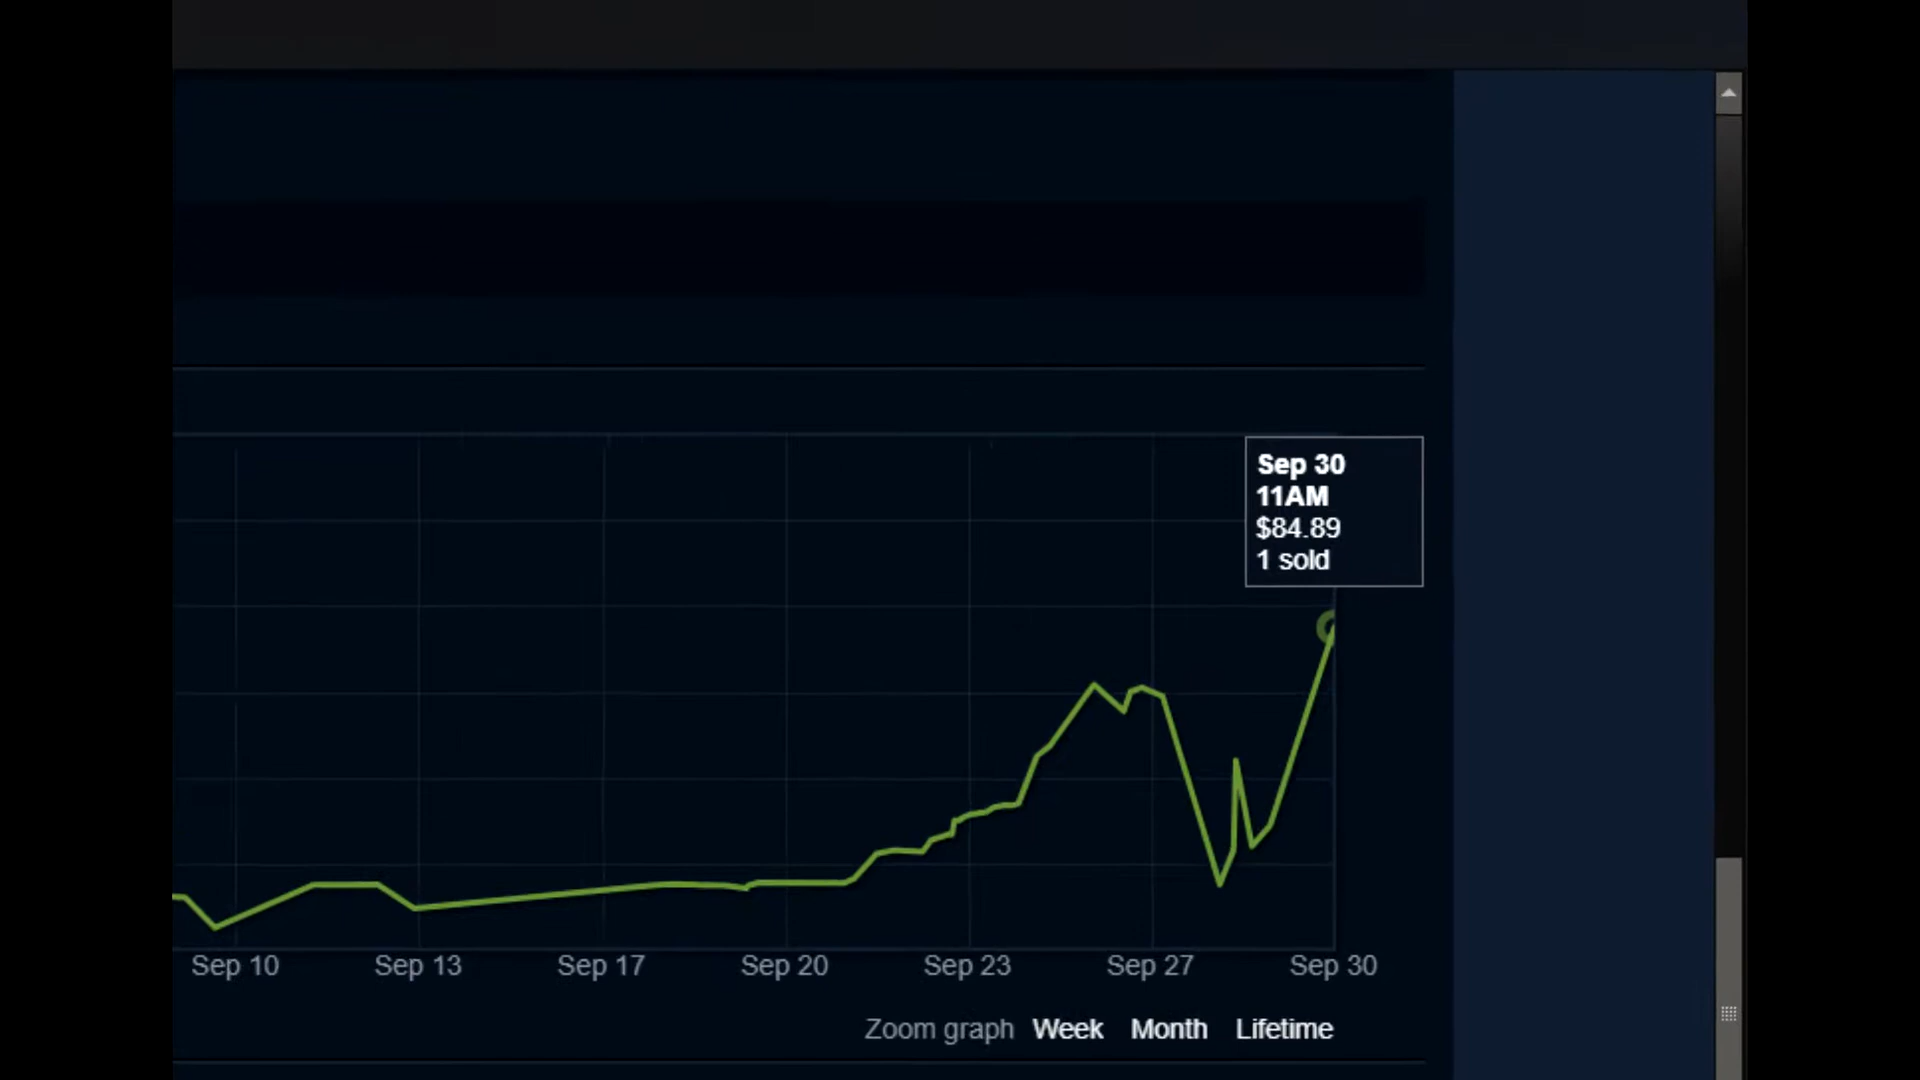 Sep 30
11AM
$84.89
1 sold
Sep 10 Sep 13 Sep 17 Sep 20 Sep 23 Sep 27 Sep 30
Zoom graph Week Month Lifetime